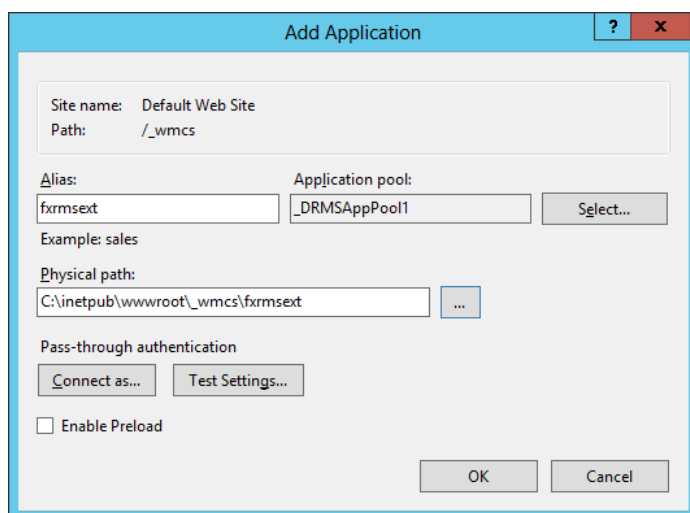 Add Application
?
x
Site name: Default Web Site
Path: /_wmcs
Alias: Application pool:
fxrmsext _DRMSAppPool1 Select...
Example: sales
Physical path:
C:\inetpub\wwwroot\_wmcs\fxrmsext ...
Pass-through authentication
Connect as... Test Settings...
Enable Preload
OK Cancel